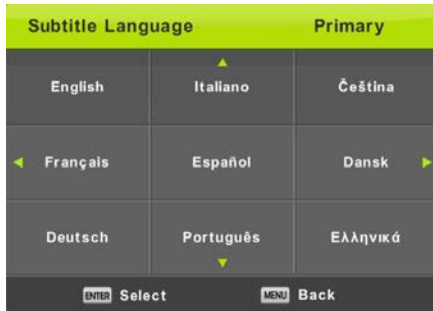 Subtitle Language Primary
English Italiano Čeština
Français Español Dansk
Deutsch Português Ελληνικά
ENTER Select MENU Back